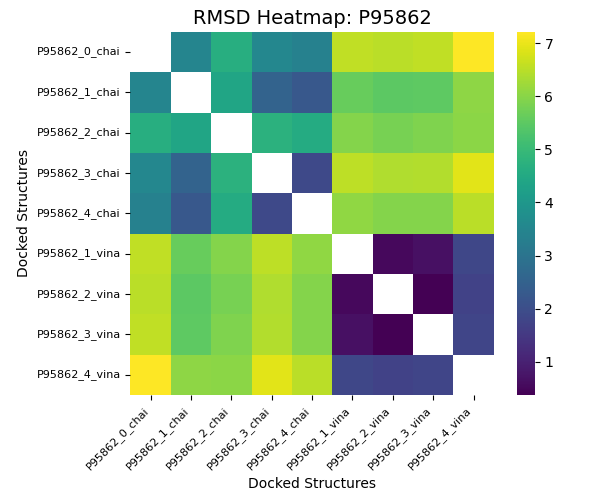 RMSD Heatmap: P95862
P95862_0_chai
P95862_1_chai
P95862_2_chai
P95862_3_chai
P95862_4_chai
P95862_1_vina
P95862_2_vina
P95862_3_vina
P95862_4_vina
Docked Structures
7
6
5
4
3
2
1
P95862_0_chai
P95862_1_chai
P95862_2_chai
P95862_3_chai
P95862_4_chai
P95862_1_vina
P95862_2_vina
P95862_3_vina
P95862_4_vina
Docked Structures